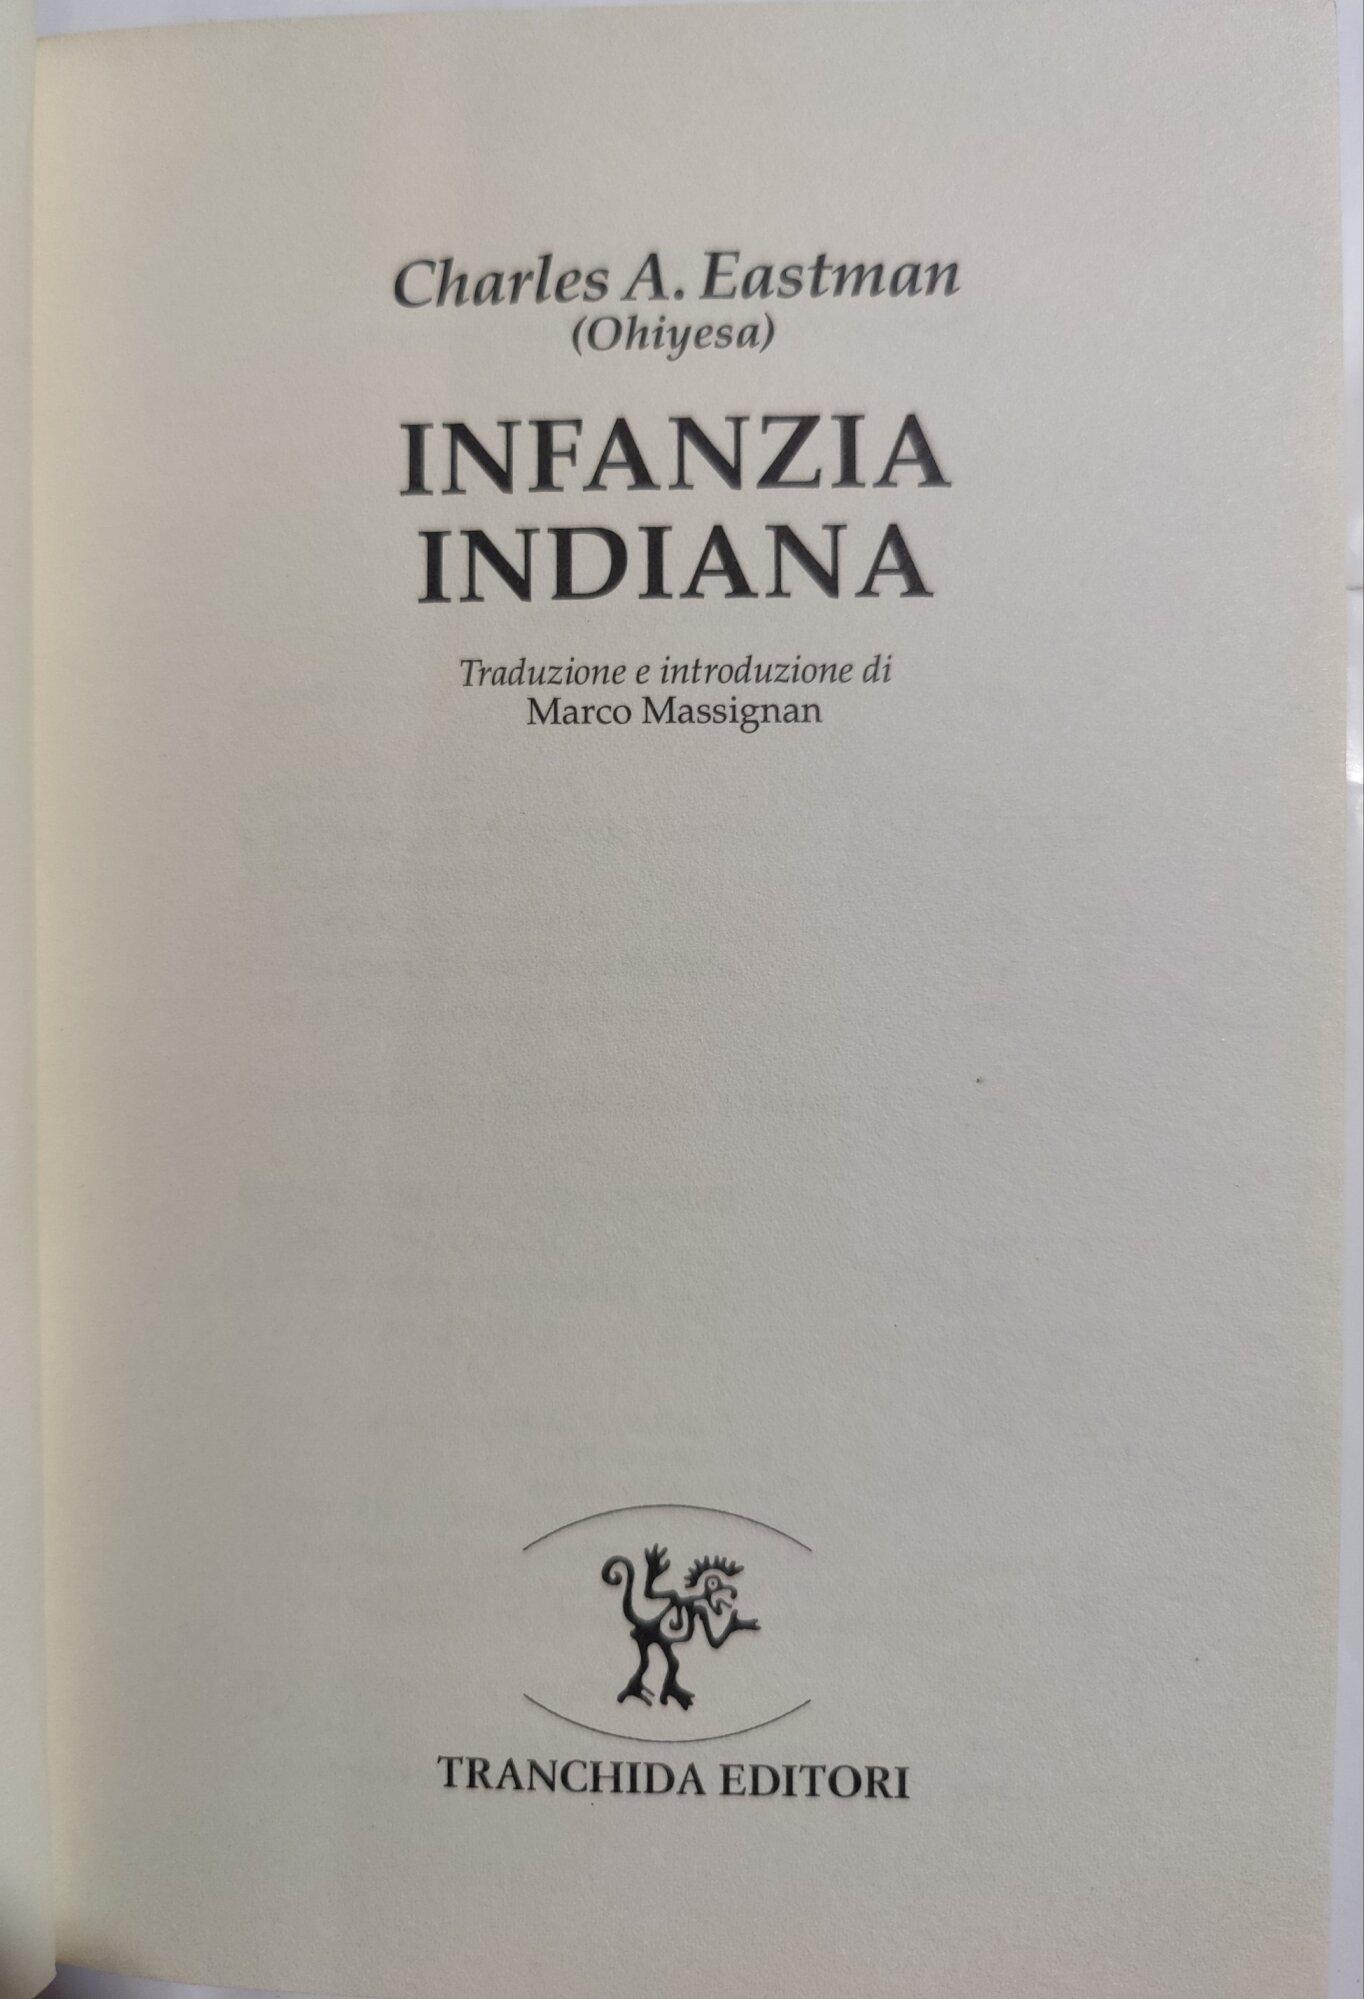 Charles A. Eastman
(Ohiyesa)
INFANZIA
INDIANA
Traduzione e introduzione di
Marco Massignan
TRANCHIDA EDITORI